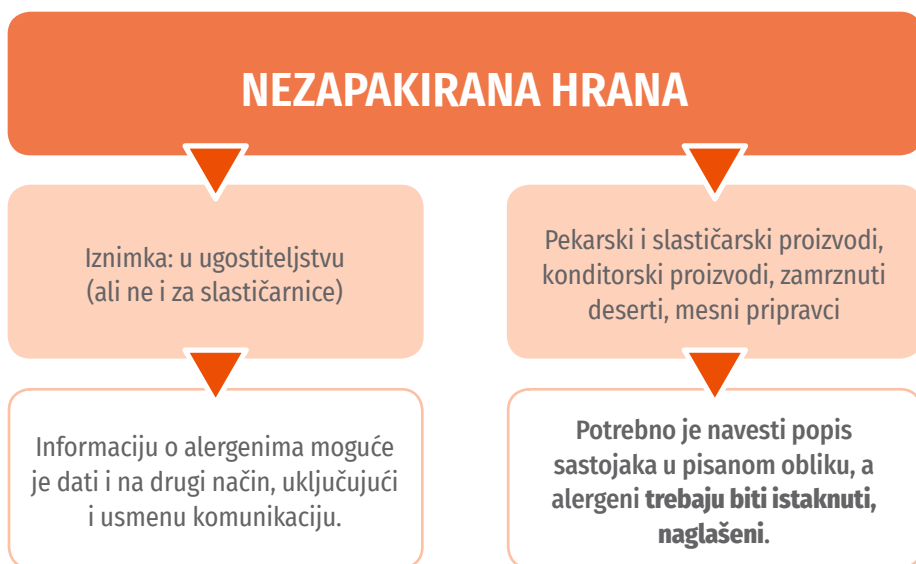 NEZAPAKIRANA HRANA
Iznimka: u ugostiteljstvu
(ali ne i za slastičarnice)
Informaciju o alergenima moguće
je dati i na drugi način, uključujući
i usmenu komunikaciju.
Pekarski i slastičarski proizvodi,
konditorski proizvodi, zamrznuti
deserti, mesni pripravci
Potrebno je navesti popis
sastojaka u pisanom obliku, a
alergeni trebaju biti istaknuti,
naglašeni.